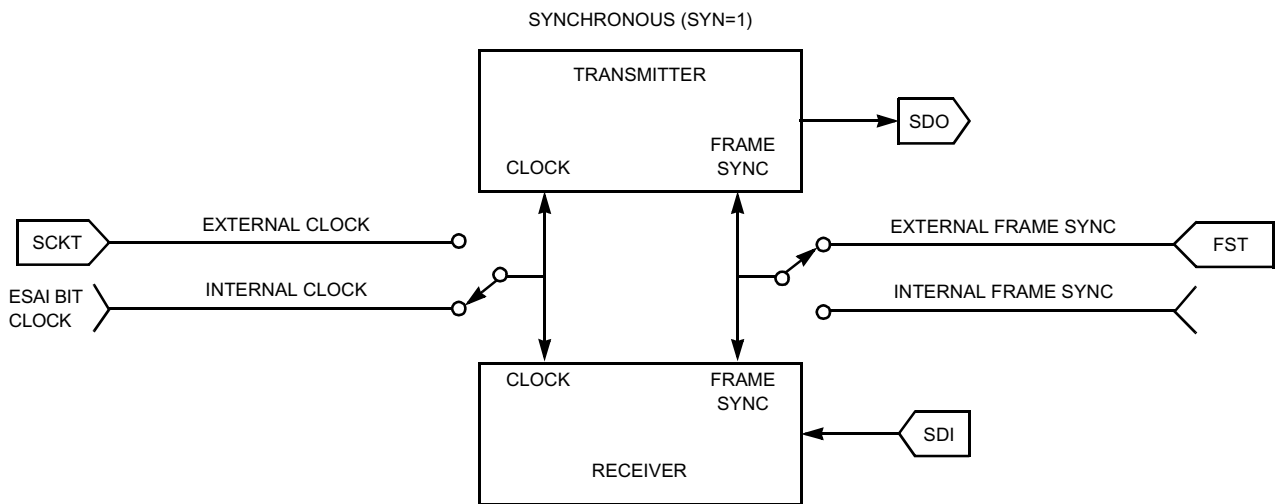 SYNCHRONOUS (SYN=1)
TRANSMITTER
SDO
CLOCK
FRAME
SYNC
SCKT
EXTERNAL CLOCK
EXTERNAL FRAME SYNC
FST
ESAI BIT
CLOCK
INTERNAL CLOCK
INTERNAL FRAME SYNC
CLOCK
FRAME
SYNC
SDI
RECEIVER